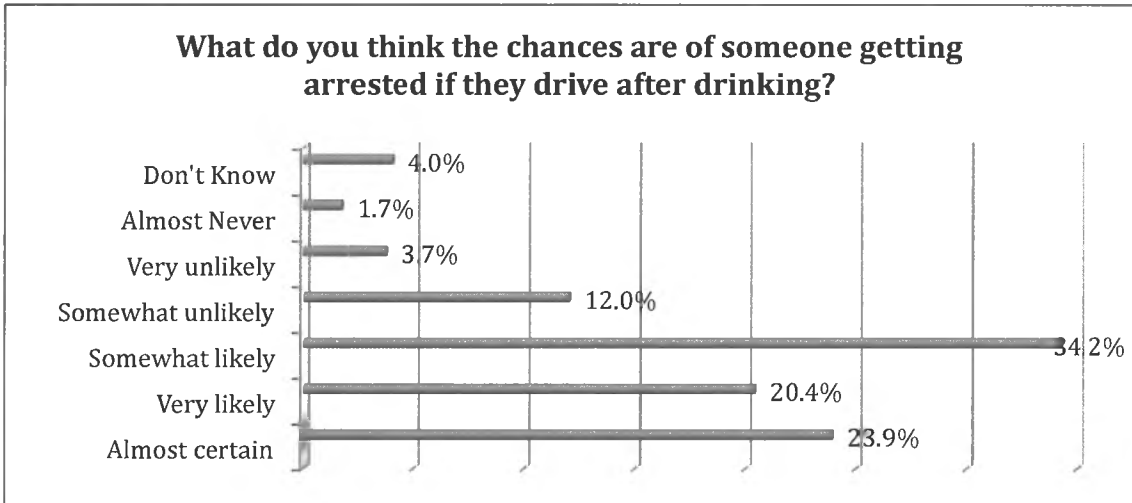 What do you think the chances are of someone getting
arrested if they drive after drinking?
Don't Know 4.0%
Almost Never 1.7%
Very unlikely 3.7%
Somewhat unlikely 12.0%
Somewhat likely 34.2%
Very likely 20.4%
Almost certain 23.9%